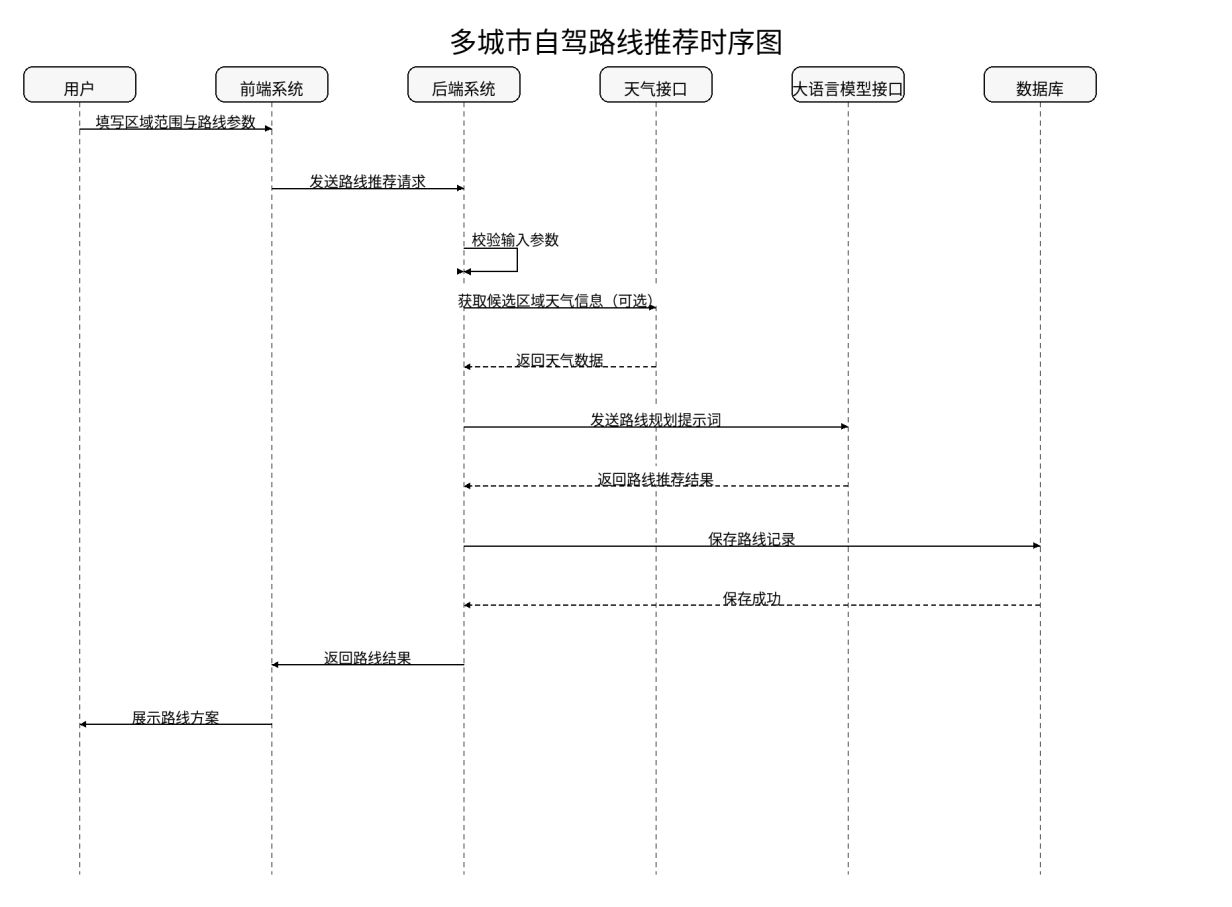 多城市自驾路线推荐时序图
用户
前端系统
后端系统
天气接口
大语言模型接口
数据库
填写区域范围与路线参数
发送路线推荐请求
校验输入参数
获取候选区域天气信息（可选）
返回天气数据
发送路线规划提示词
返回路线推荐结果
保存路线记录
保存成功
返回路线结果
展示路线方案